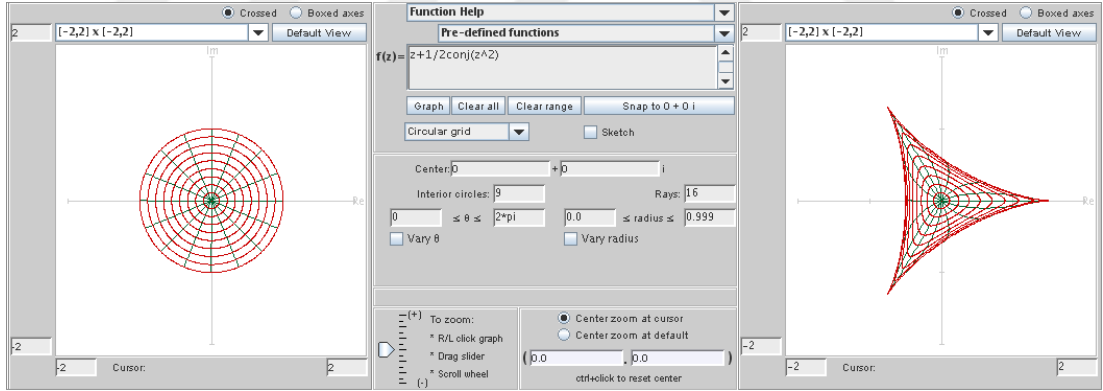 Crossed Boxed axes
2 [-2,2] x [-2,2] Default View
Im
Re
-2
-2 Cursor: 2
Function Help
Pre-defined functions
f(z)= z+1/2conj(z^2)
Graph Clear all Clear range Snap to 0 + 0 i
Circular grid Sketch
Center: 0 + 0 i
Interior circles: 9 Rays: 16
0 ≤ θ ≤ 2*pi 0.0 ≤ radius ≤ 0.999
Vary θ Vary radius
(+) To zoom:
* R/L click graph
* Drag slider
* Scroll wheel
(-)
Center zoom at cursor
Center zoom at default
( 0.0 , 0.0 )
ctrl+click to reset center
Crossed Boxed axes
2 [-2,2] x [-2,2] Default View
Im
Re
-2
-2 Cursor: 2